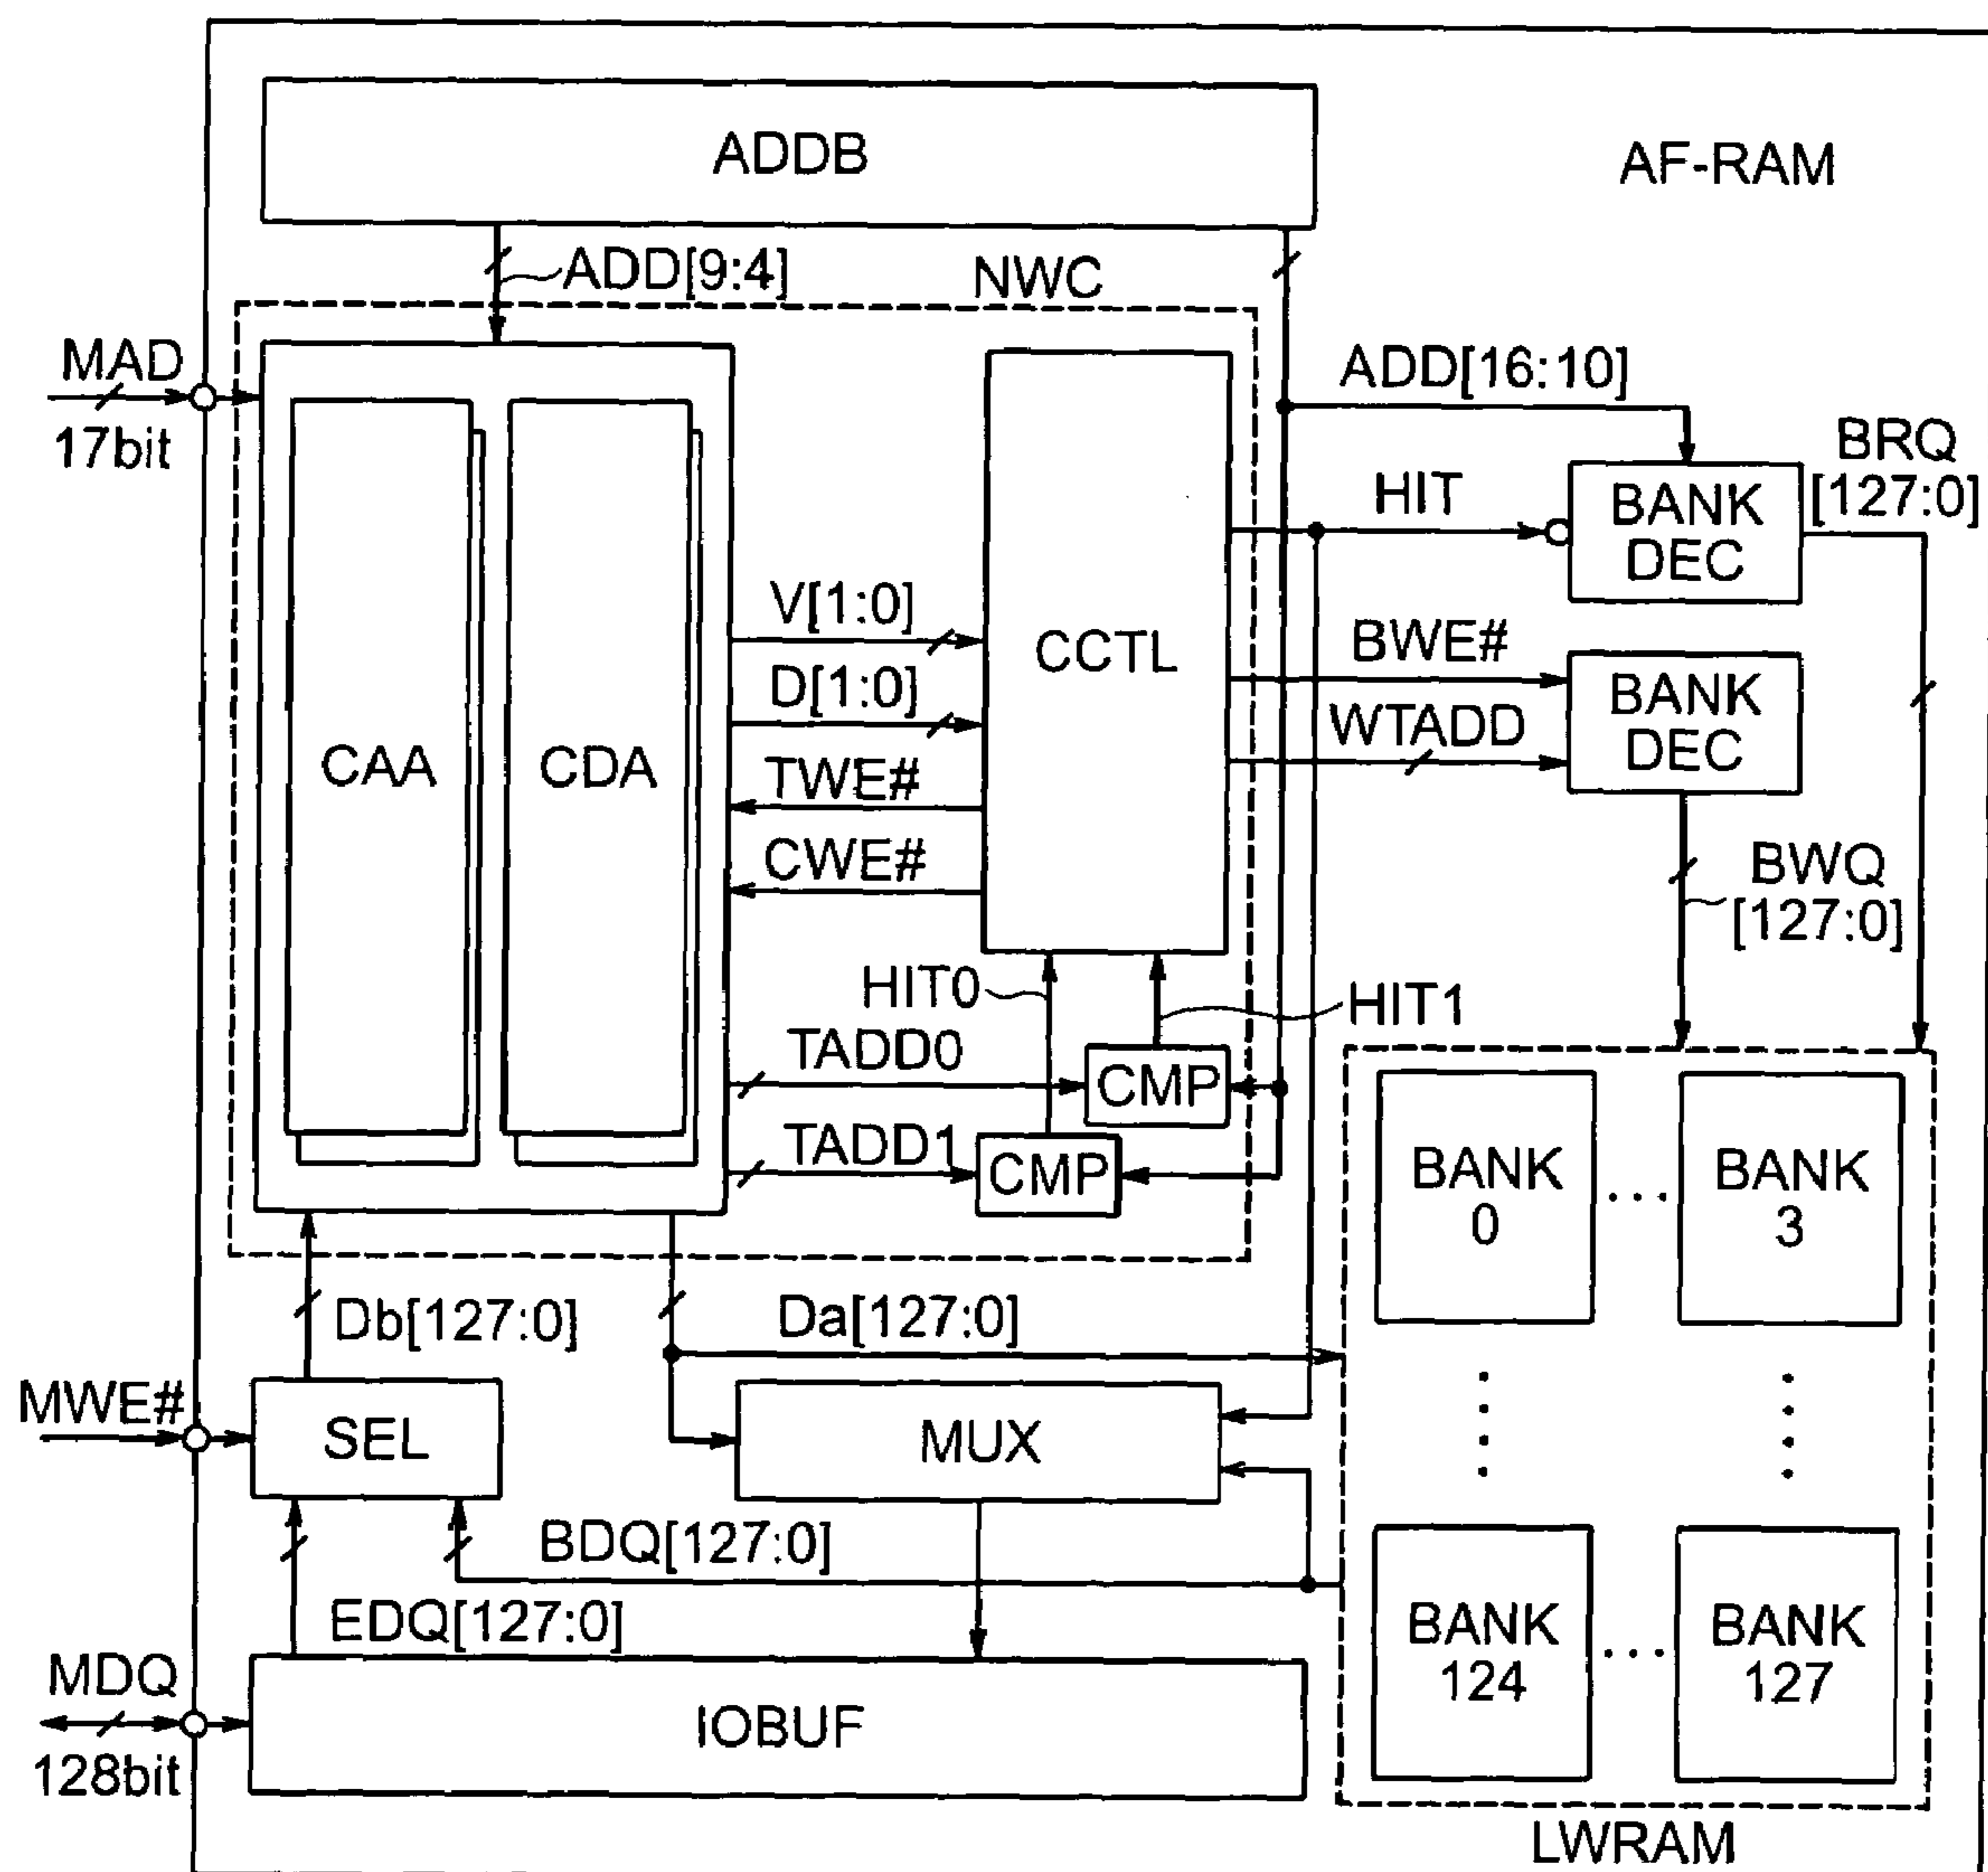 ADDB
AF-RAM
ADD[9:4]
NWC
MAD
17bit
ADD[16:10]
BRQ
[127:0]
HIT
BANK
DEC
V[1:0]
D[1:0]
TWE#
CWE#
CCTL
CAA
CDA
BWE#
WTADD
BANK
DEC
BWQ
[127:0]
HIT0
HIT1
TADD0
CMP
TADD1
CMP
BANK
0
...
BANK
3
Db[127:0]
Da[127:0]
MWE#
SEL
MUX
BDQ[127:0]
EDQ[127:0]
BANK
124
...
BANK
127
MDQ
128bit
IOBUF
LWRAM